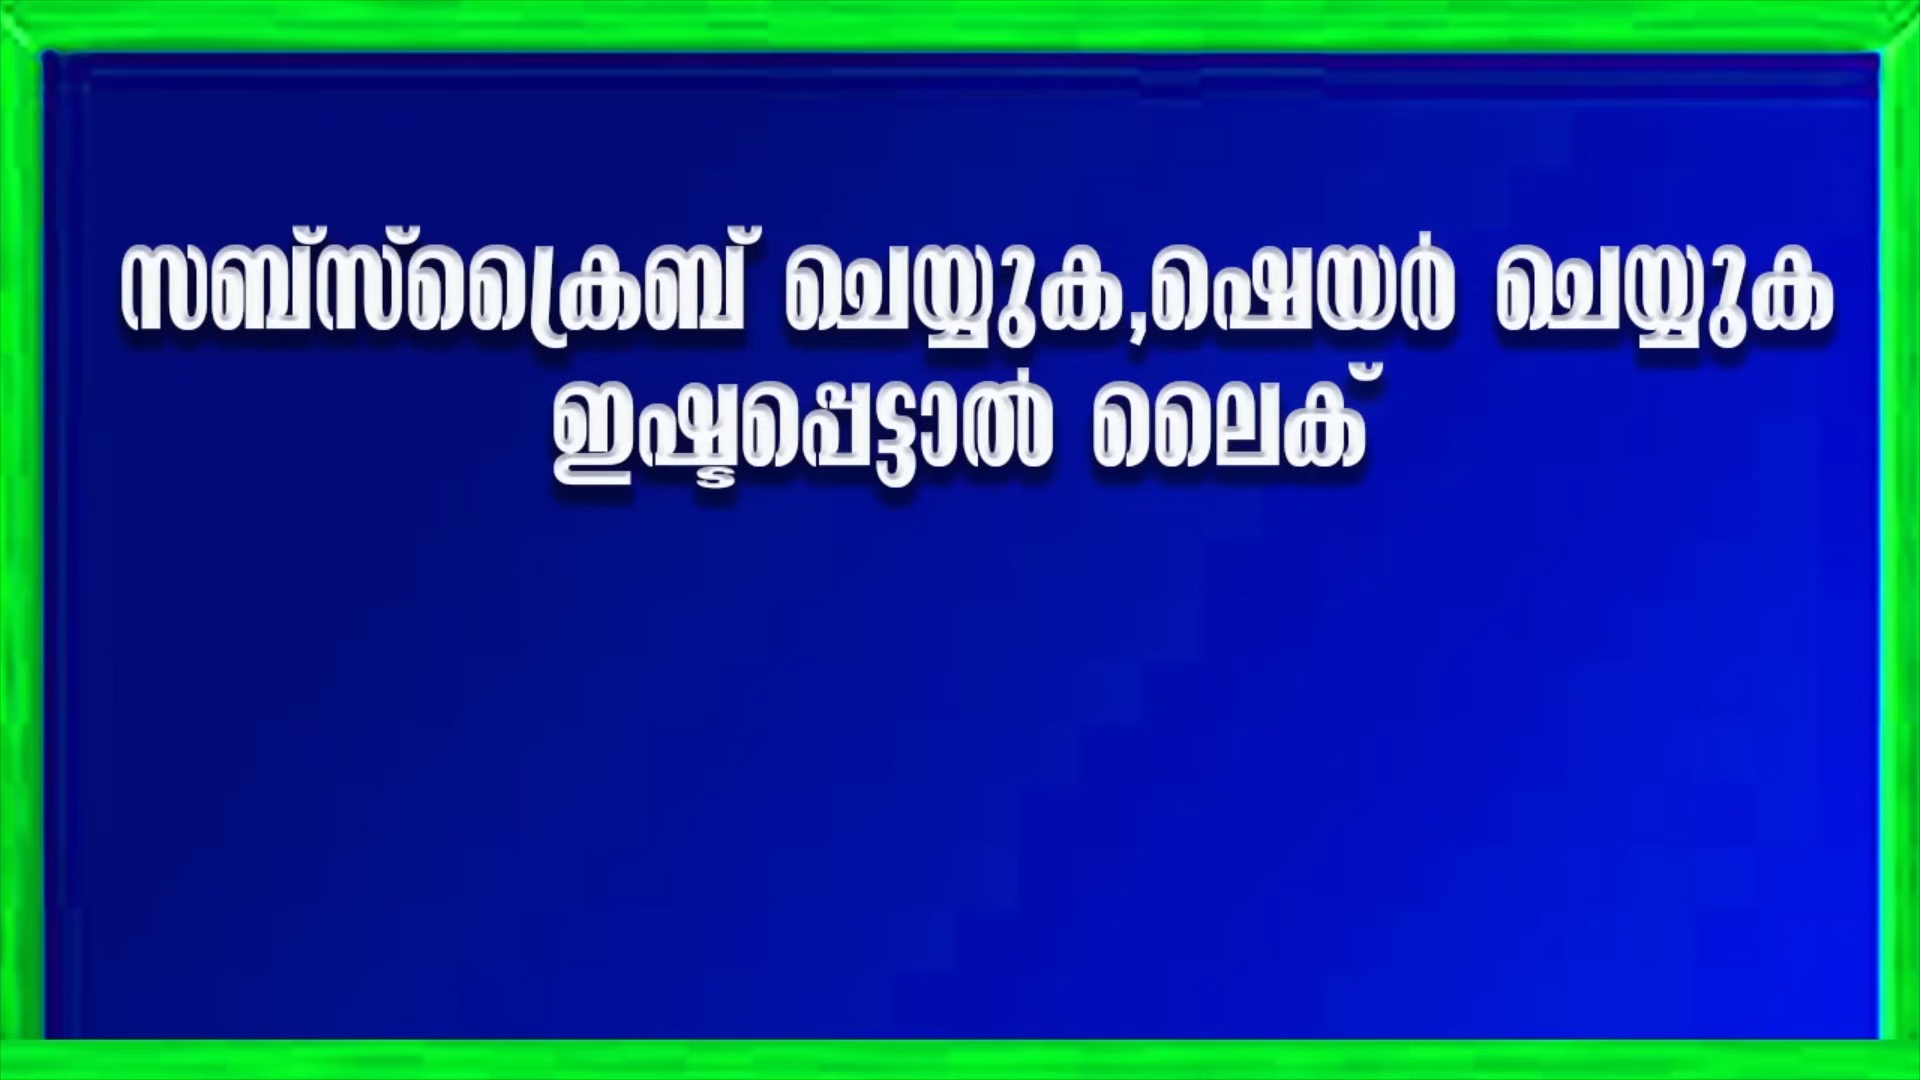 സബ്സ്ക്രൈബ് ചെയ്യുക,ഷെയർ ചെയ്യുക
ഇഷ്ടപ്പെട്ടാൽ ലൈക്